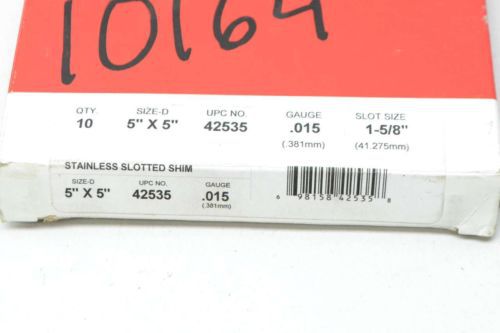 10164
QTY. SIZE-D UPC NO. GAUGE SLOT SIZE
10 5" X 5" 42535 .015 1-5/8"
(.381mm) (41.275mm)
STAINLESS SLOTTED SHIM
SIZE-D UPC NO. GAUGE
5" X 5" 42535 .015
(.381mm)
6 98158 42535 8